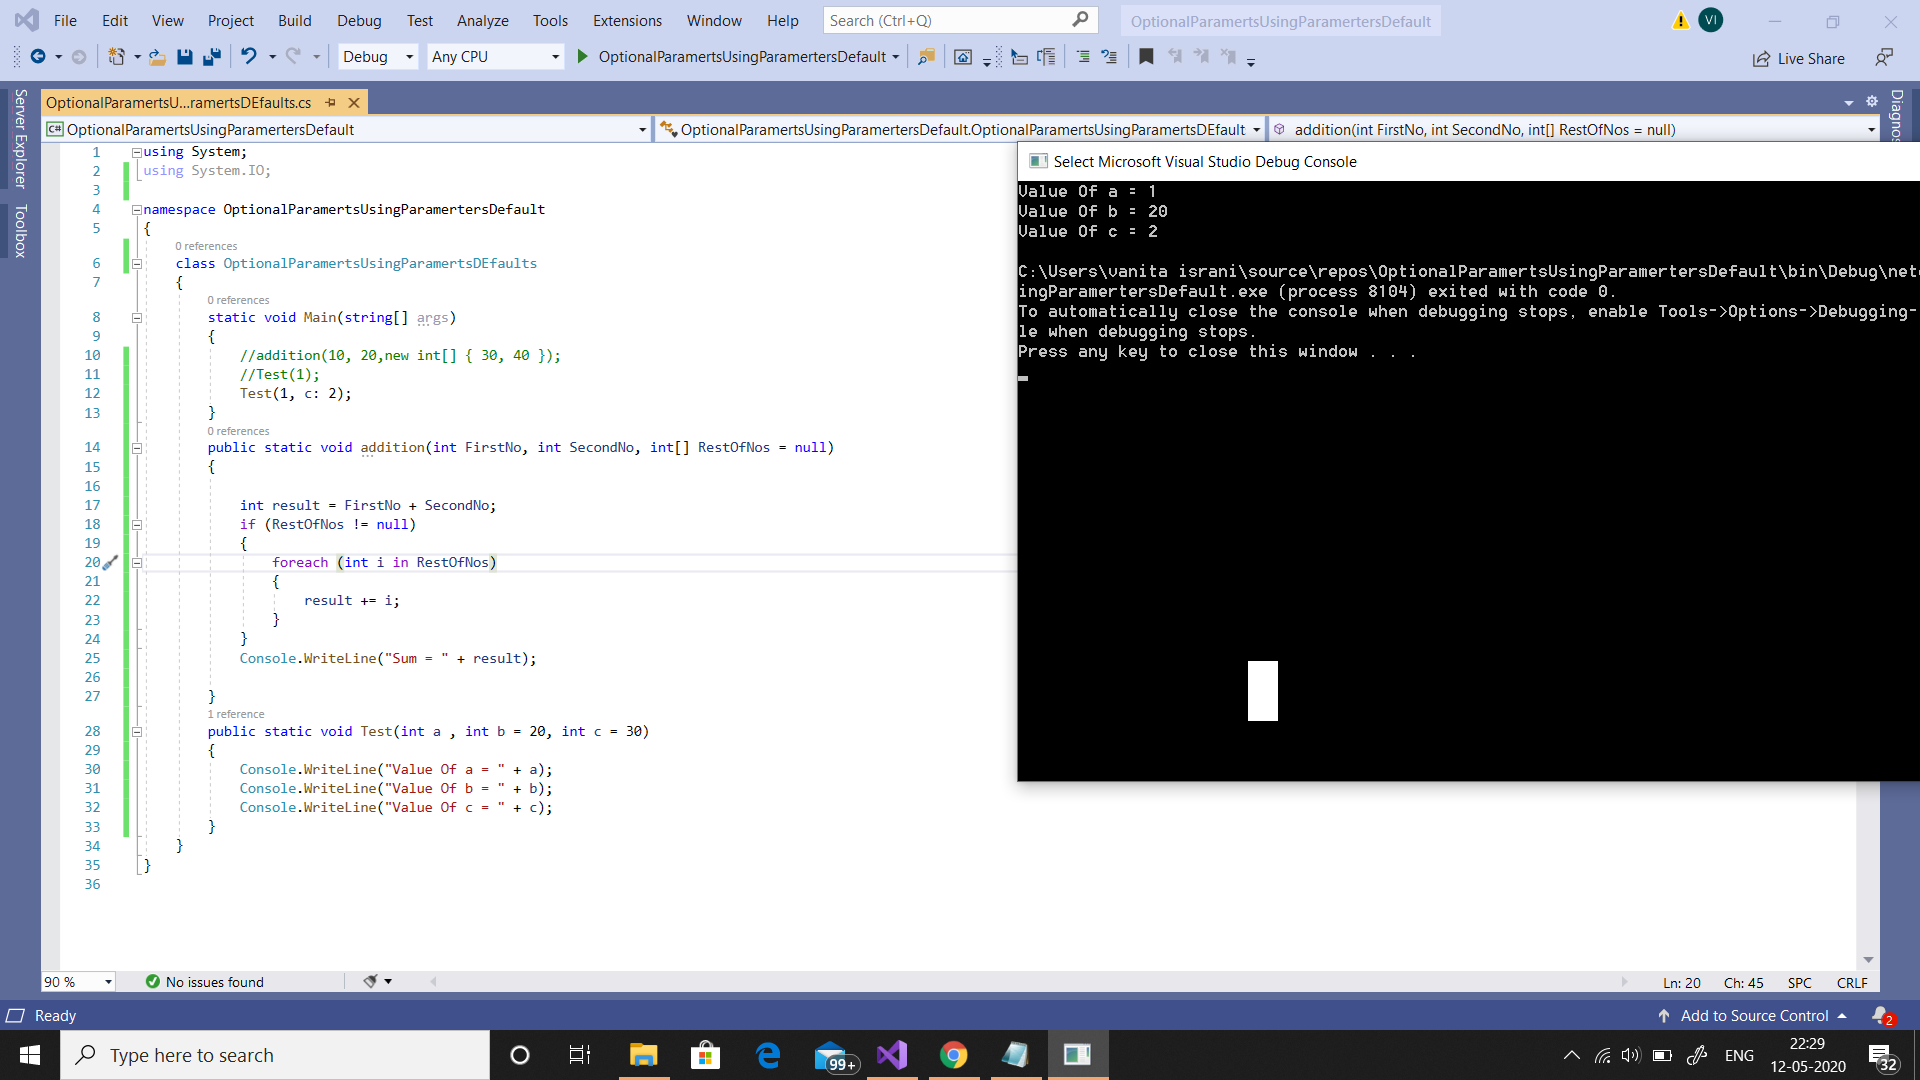 File Edit View Project Build Debug Test Analyze Tools Extensions Window Help Search (Ctrl+Q) OptionalParamertsUsingParamertersDefault VI
Debug Any CPU OptionalParamertsUsingParamertersDefault Live Share
Server Explorer
Toolbox
OptionalParamertsU...ramertsDEfaults.cs
Diagnos
C# OptionalParamertsUsingParamertersDefault OptionalParamertsUsingParamertersDefault.OptionalParamertsUsingParamertsDEfault addition(int FirstNo, int SecondNo, int[] RestOfNos = null)
1 using System;
2 using System.IO;
3
4 namespace OptionalParamertsUsingParamertersDefault
5 {
0 references
6 class OptionalParamertsUsingParamertsDEfaults
7 {
0 references
8 static void Main(string[] args)
9 {
10 //addition(10, 20,new int[] { 30, 40 });
11 //Test(1);
12 Test(1, c: 2);
13 }
0 references
14 public static void addition(int FirstNo, int SecondNo, int[] RestOfNos = null)
15 {
16
17 int result = FirstNo + SecondNo;
18 if (RestOfNos != null)
19 {
20 foreach (int i in RestOfNos)
21 {
22 result += i;
23 }
24 }
25 Console.WriteLine("Sum = " + result);
26
27 }
1 reference
28 public static void Test(int a , int b = 20, int c = 30)
29 {
30 Console.WriteLine("Value Of a = " + a);
31 Console.WriteLine("Value Of b = " + b);
32 Console.WriteLine("Value Of c = " + c);
33 }
34 }
35 }
36
Select Microsoft Visual Studio Debug Console
Value Of a = 1
Value Of b = 20
Value Of c = 2
C:\Users\vanita israni\source\repos\OptionalParamertsUsingParamertersDefault\bin\Debug\net
ingParamertersDefault.exe (process 8104) exited with code 0.
To automatically close the console when debugging stops, enable Tools->Options->Debugging-
le when debugging stops.
Press any key to close this window . . .
90 % No issues found Ln: 20 Ch: 45 SPC CRLF
Ready Add to Source Control 2
Type here to search 99+ ENG 22:29
12-05-2020 32